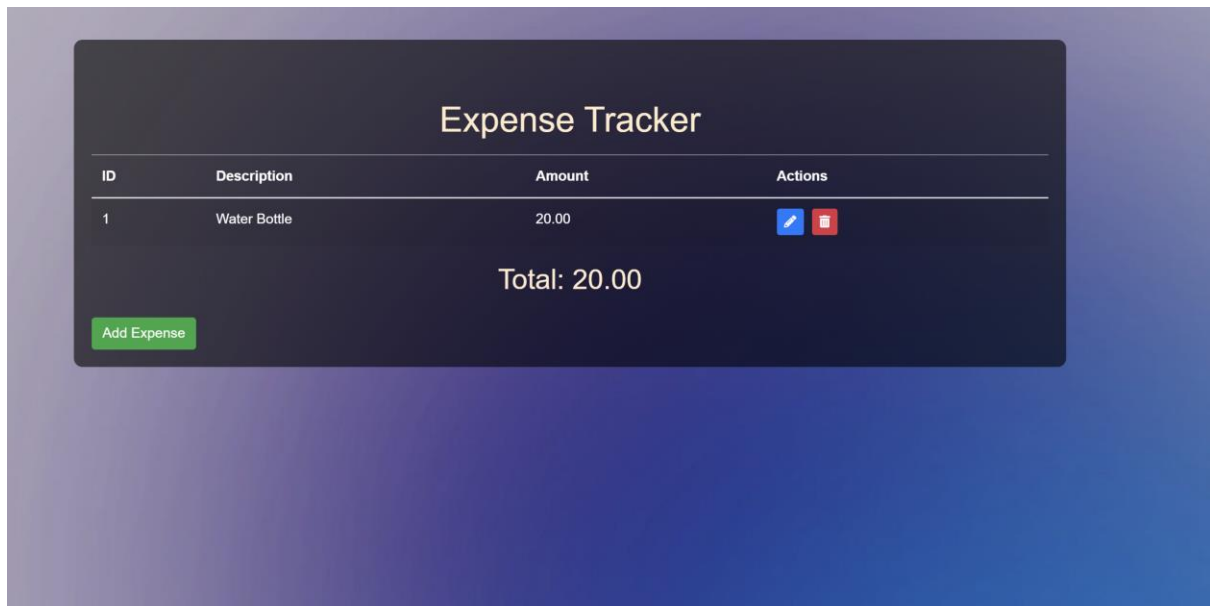 Expense Tracker
ID Description Amount Actions
1 Water Bottle 20.00
Total: 20.00
Add Expense